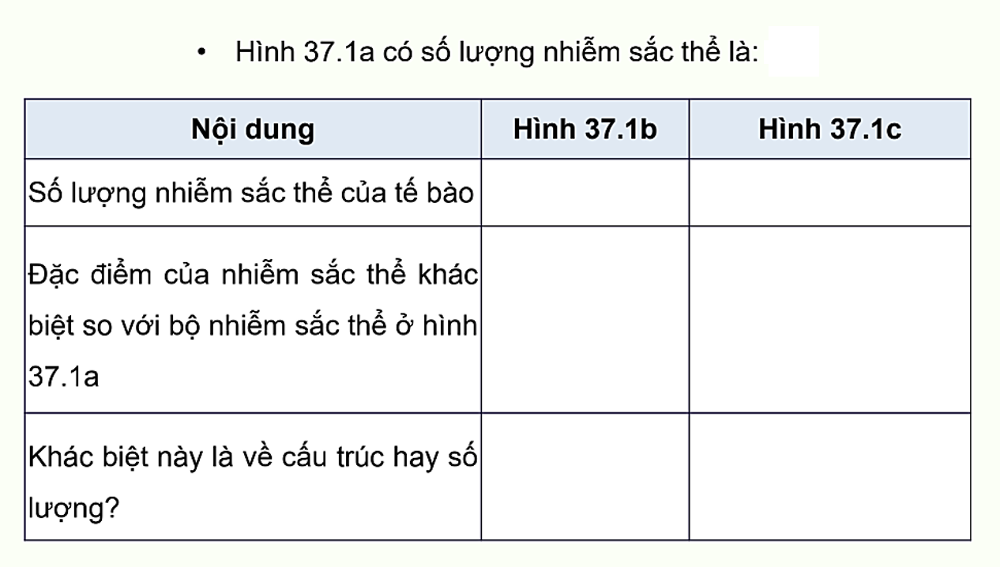 • Hình 37.1a có số lượng nhiễm sắc thể là:
Nội dung Hình 37.1b Hình 37.1c
Số lượng nhiễm sắc thể của tế bào
Đặc điểm của nhiễm sắc thể khác
biệt so với bộ nhiễm sắc thể ở hình
37.1a
Khác biệt này là về cấu trúc hay số
lượng?